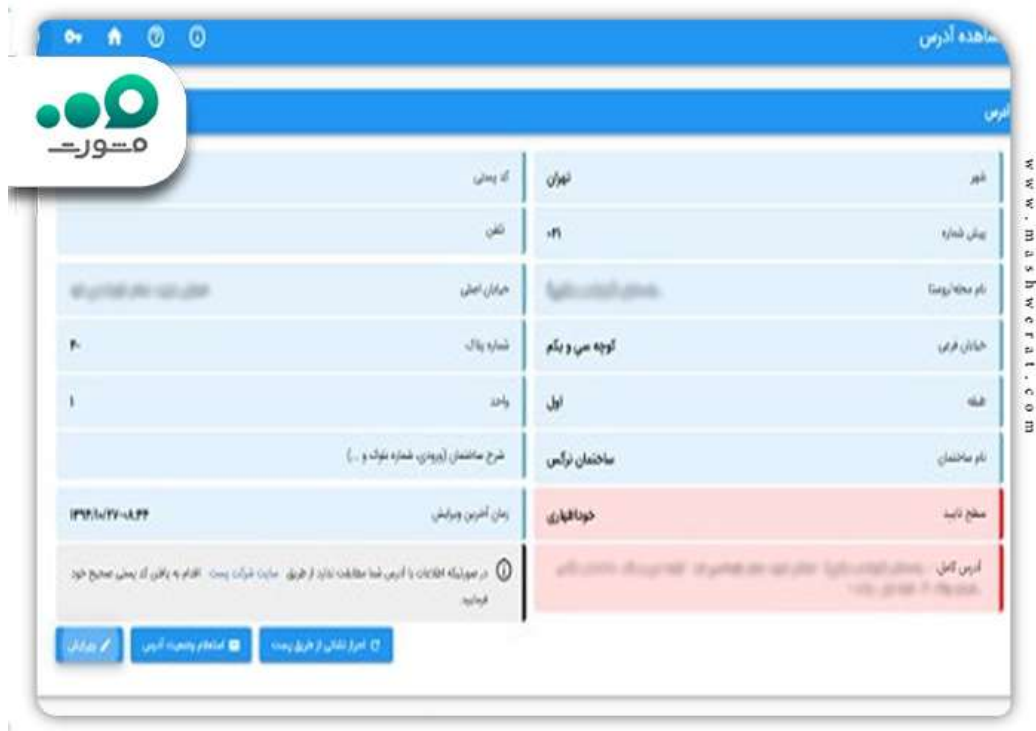 مشاهده آدرس
آدرس
مشورت
شهر
تهران
کد پستی
پیش شماره
۰۲۱
تلفن
نام محله/روستا
خیابان اصلی
خیابان فرعی
کوچه سی و یکم
شماره پلاک
طبقه
اول
واحد
۱
نام ساختمان
ساختمان نرگس
شرح ساختمان (ورودی، شماره بلوک و ...)
سطح تایید
خوداظهاری
زمان آخرین ویرایش
آدرس کامل
در صورتیکه اطلاعات با آدرس شما مطابقت ندارد از طریق سایت شرکت پست اقدام به یافتن کد پستی صحیح خود
فرمایید
احراز نشانی از طریق پست
استعلام وضعیت آدرس
ویرایش
www.mashwerat.com